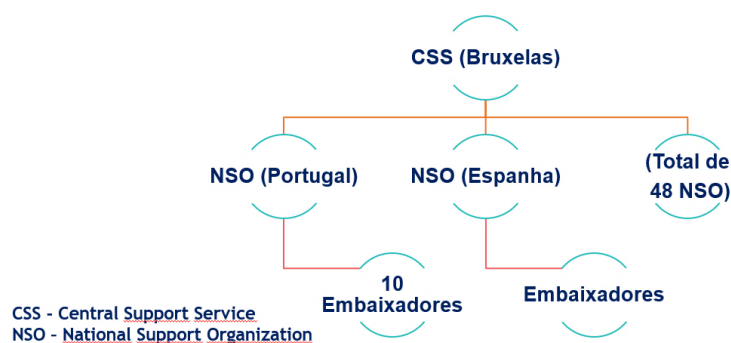 CSS (Bruxelas)
NSO (Portugal)
NSO (Espanha)
(Total de
48 NSO)
10
Embaixadores
Embaixadores
CSS - Central Support Service
NSO - National Support Organization